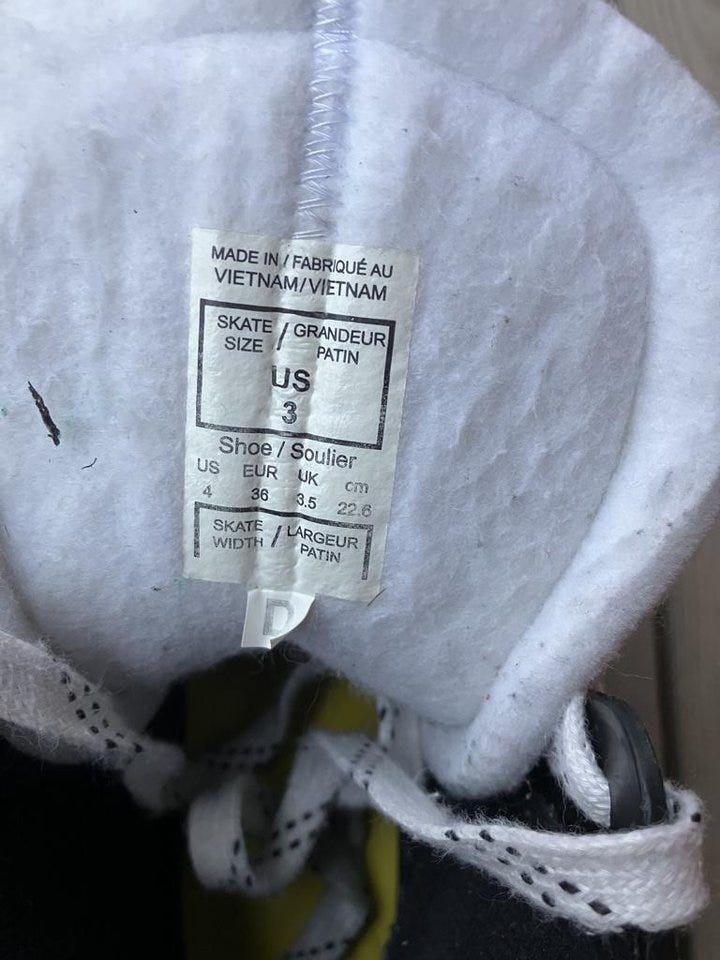 MADE IN / FABRIQUÉ AU
VIETNAM/VIETNAM
SKATE / GRANDEUR
SIZE PATIN
US
3
Shoe / Soulier
US EUR UK cm
4 36 3.5 22.6
SKATE / LARGEUR
WIDTH PATIN
D